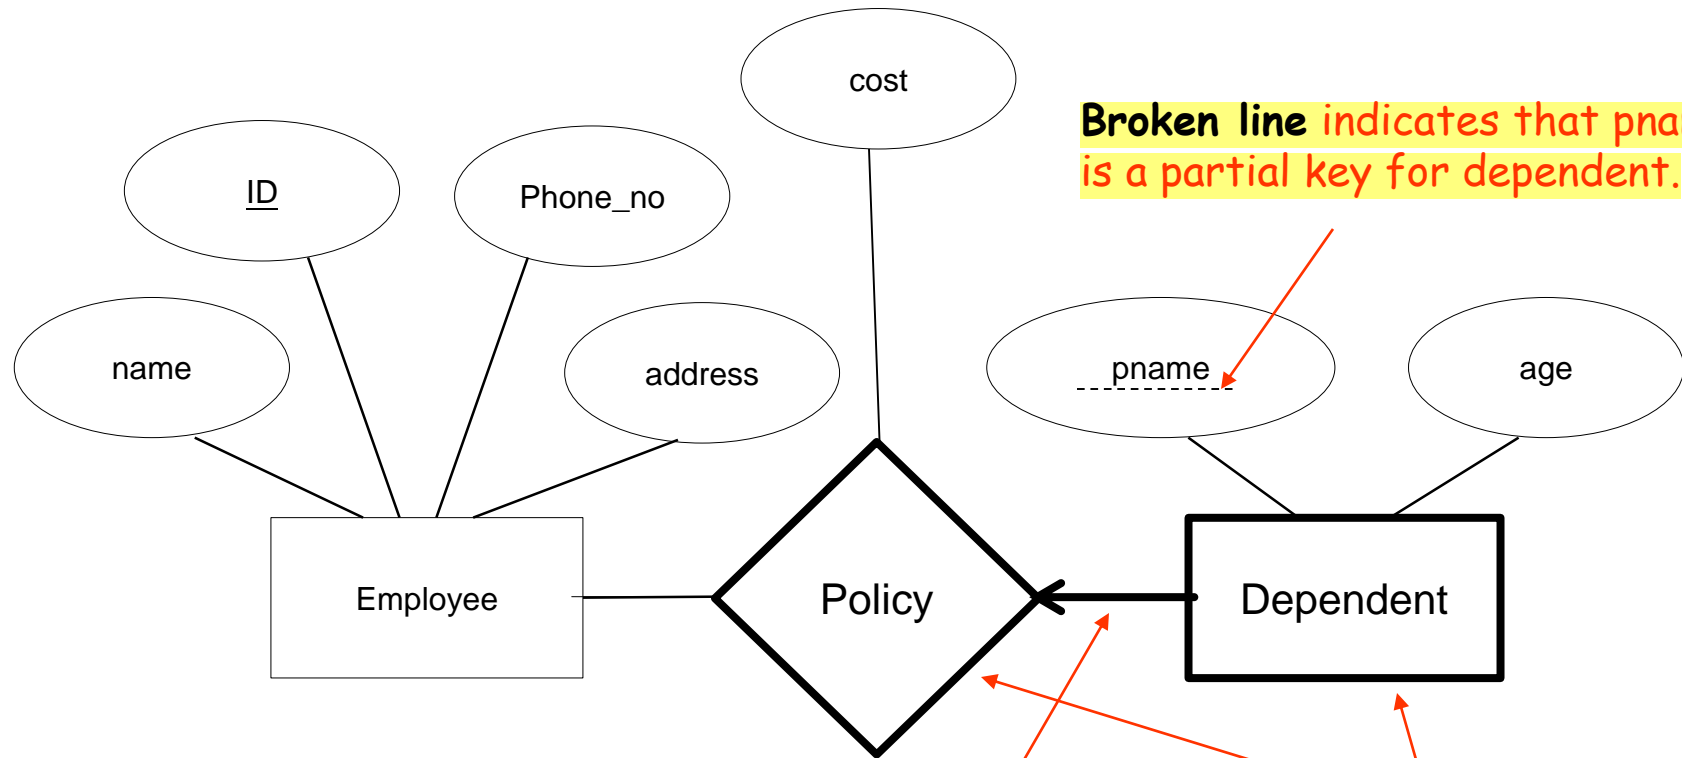 cost
Broken line indicates that
is a partial key for dependent.
ID
Phone_no
name
address
pname
age
Employee
Policy
Dependent